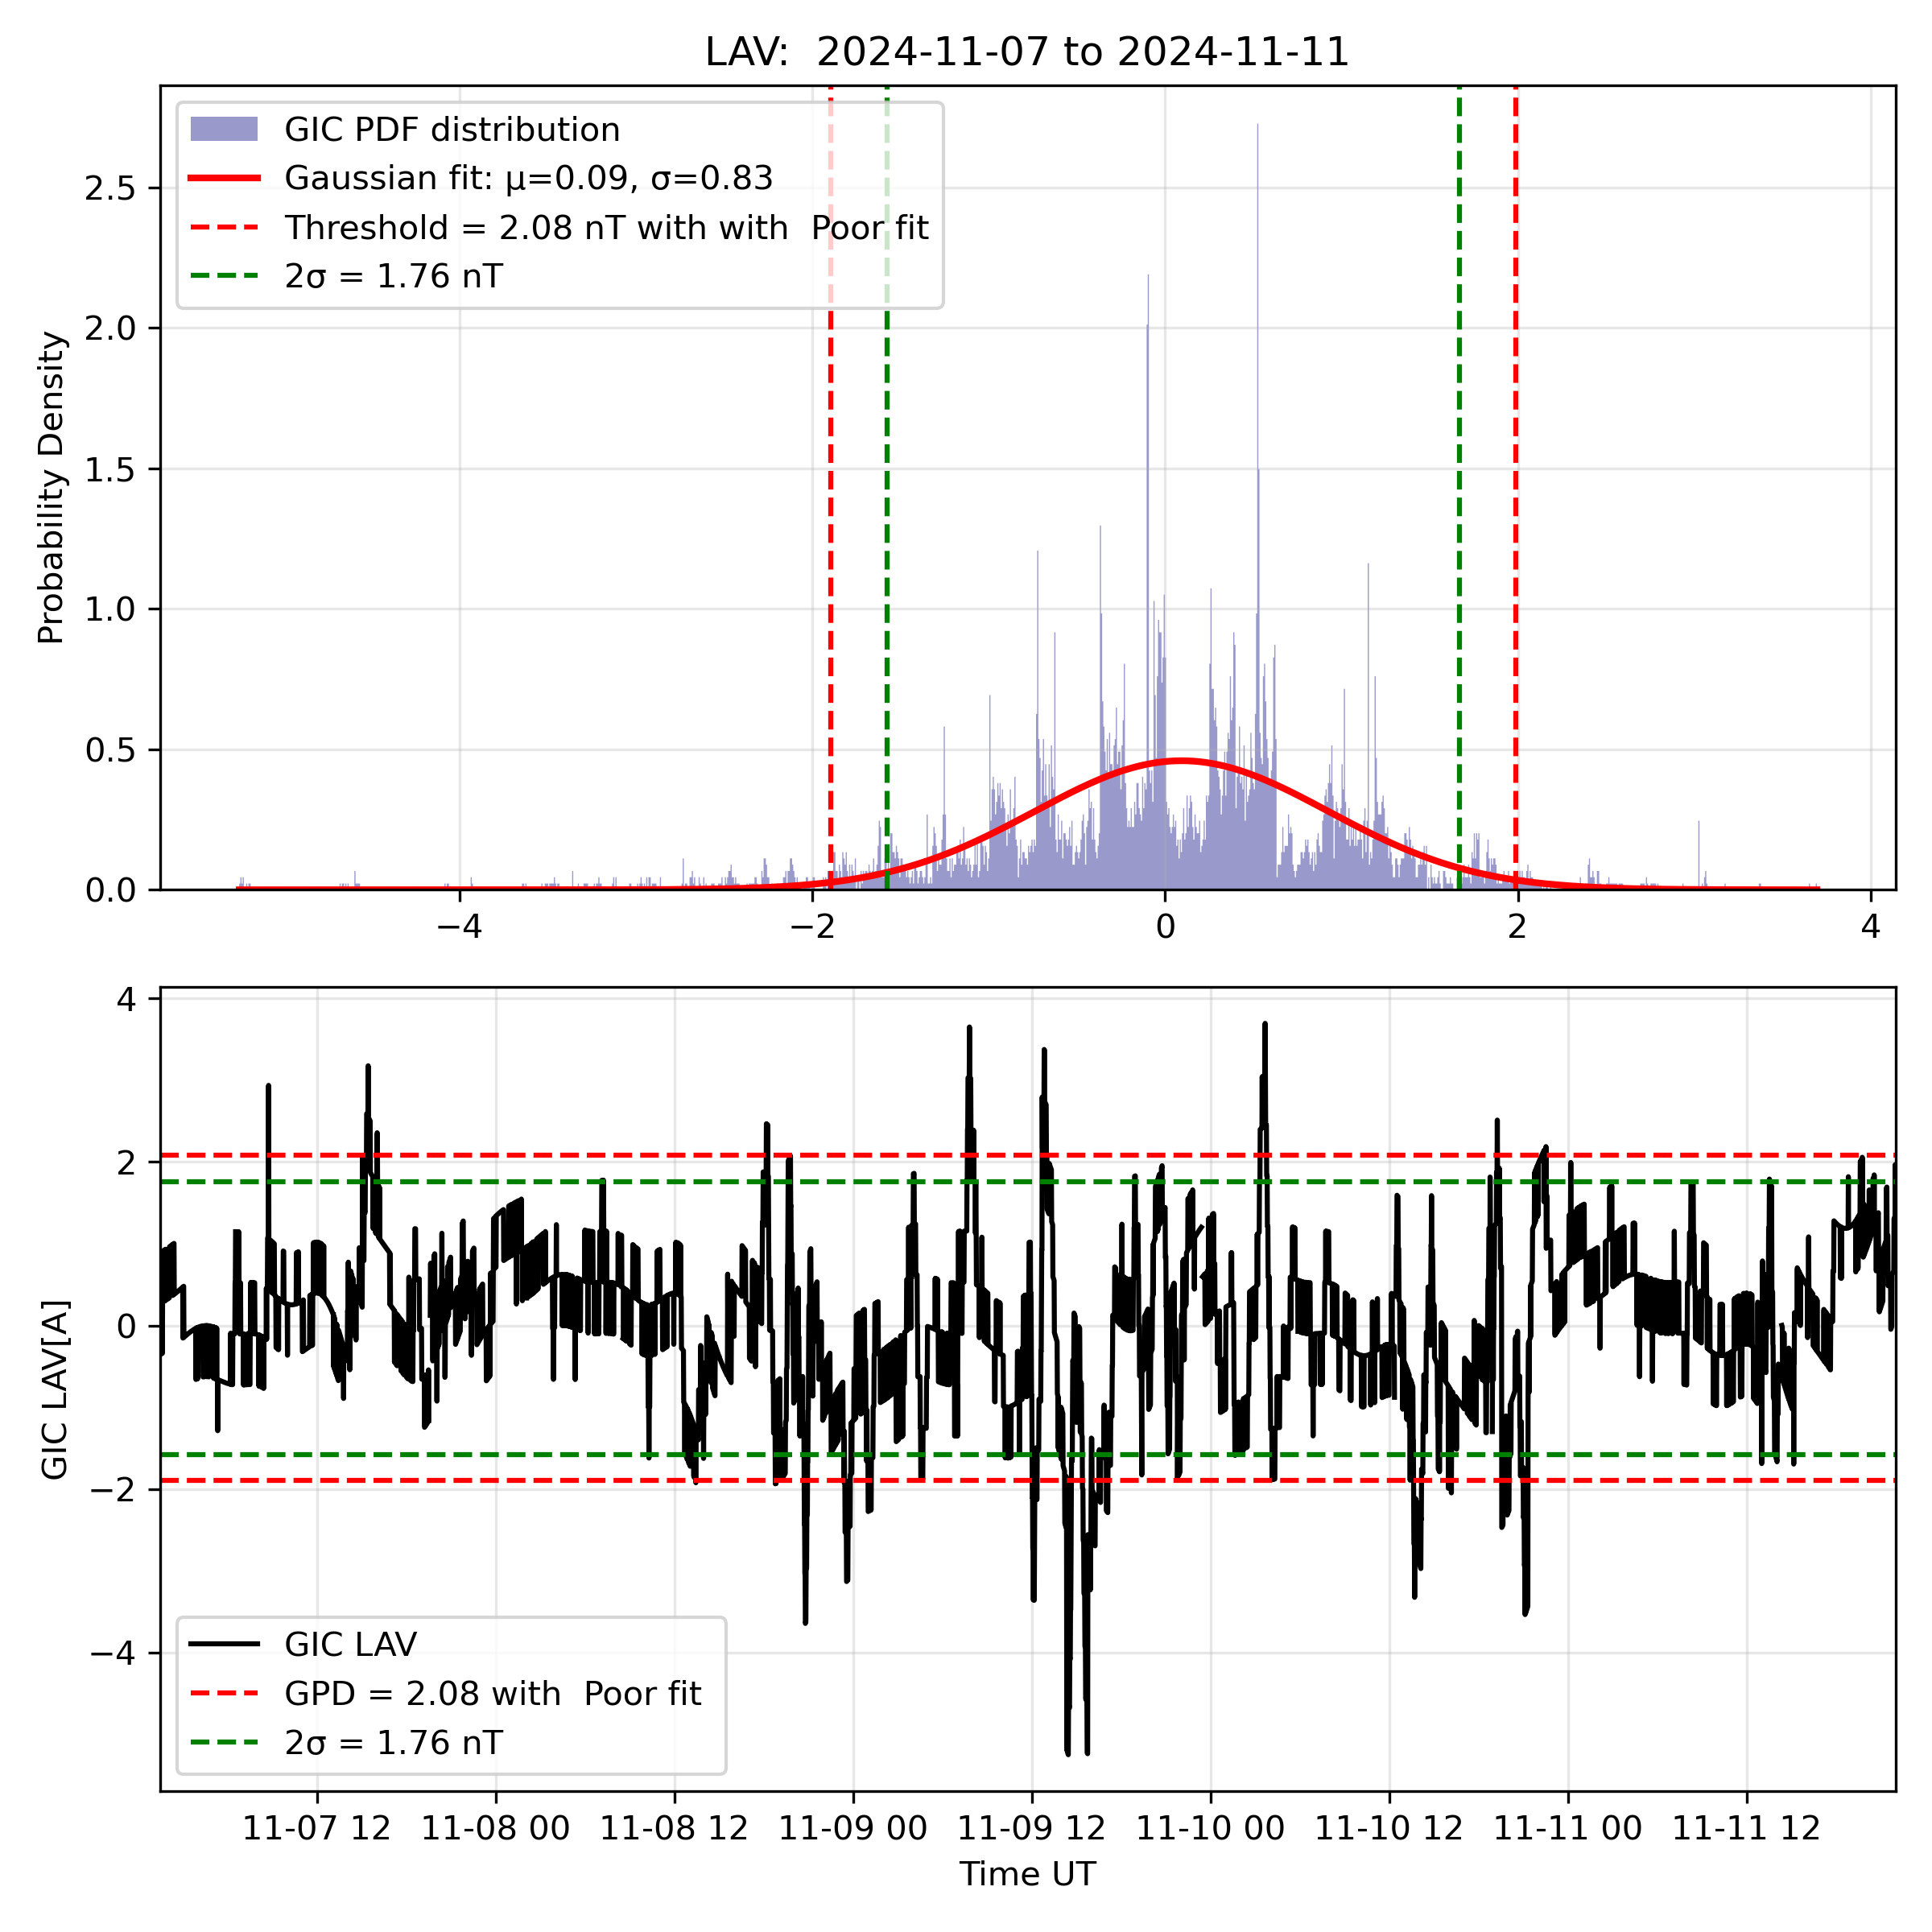 LAV:  2024-11-07 to 2024-11-11
GIC PDF distribution
Gaussian fit: μ=0.09, σ=0.83
Threshold = 2.08 nT with with  Poor fit
2σ = 1.76 nT
Probability Density
2.5
2.0
1.5
1.0
0.5
0.0
−4
−2
0
2
4
GIC LAV[A]
4
2
0
−2
−4
GIC LAV
GPD = 2.08 with  Poor fit
2σ = 1.76 nT
11-07 12
11-08 00
11-08 12
11-09 00
11-09 12
11-10 00
11-10 12
11-11 00
11-11 12
Time UT